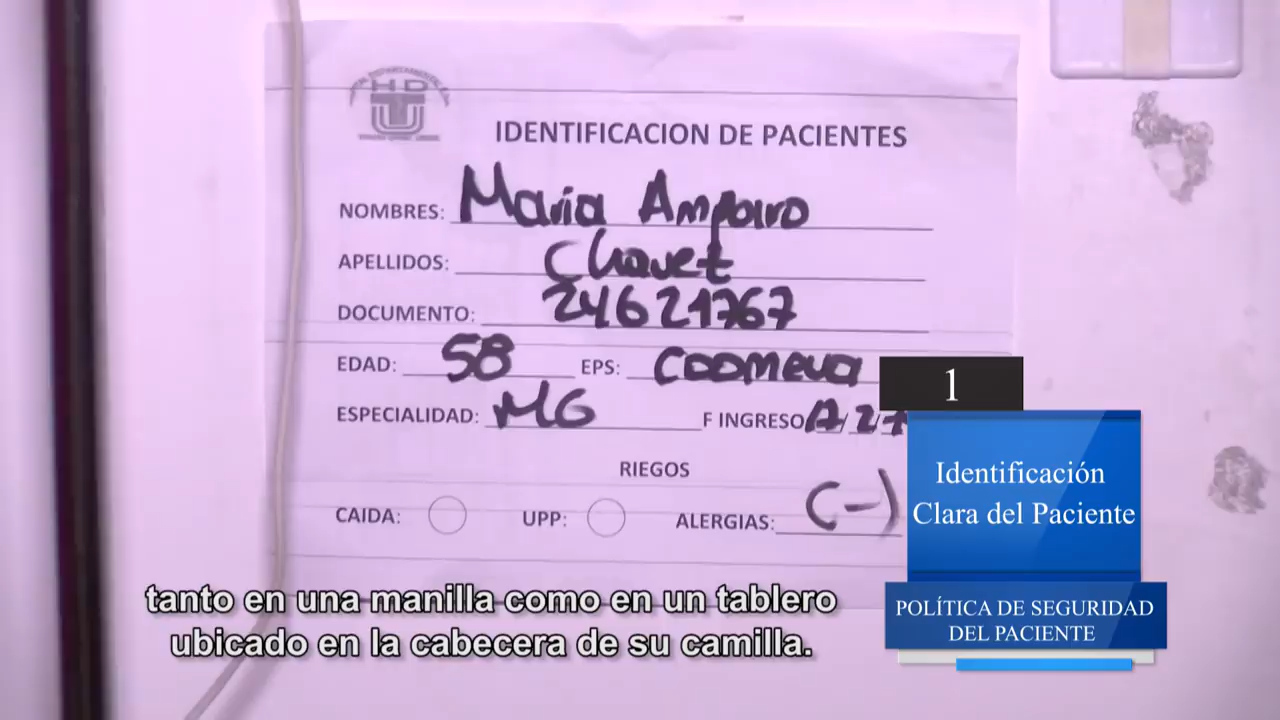 HD
IDENTIFICACION DE PACIENTES
NOMBRES: Maria Amparo
APELLIDOS: Chavet
DOCUMENTO: 24621767
EDAD: 58 EPS: Coomeva
ESPECIALIDAD: MG F INGRESO A/27
RIEGOS
CAIDA: UPP: ALERGIAS: (-)
1
Identificación
Clara del Paciente
POLÍTICA DE SEGURIDAD
DEL PACIENTE
tanto en una manilla como en un tablero
ubicado en la cabecera de su camilla.